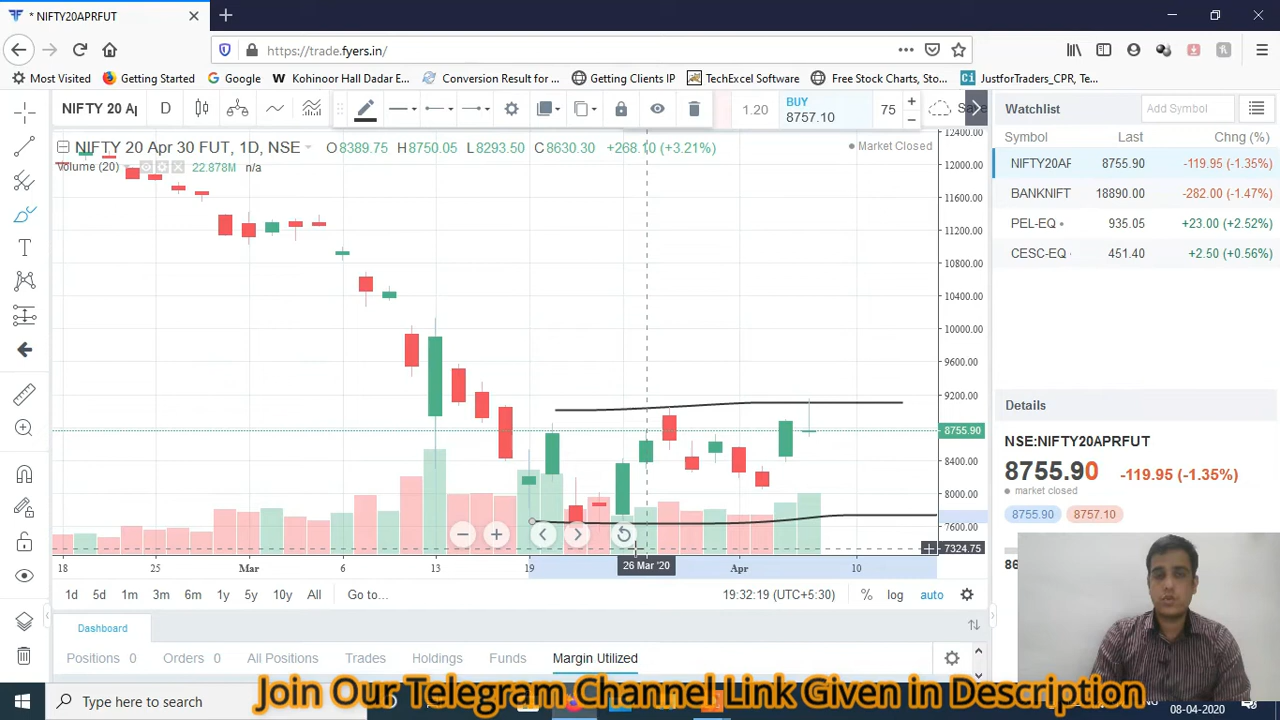 * NIFTY20APRFUT
https://trade.fyers.in/
Most Visited Getting Started Google Kohinoor Hall Dadar E... Conversion Result for ... Getting Clients IP TechExcel Software Free Stock Charts, Sto... JustforTraders_CPR, Te...
NIFTY 20 Ap D 1.20 BUY 8757.10 75 Save
NIFTY 20 Apr 30 FUT, 1D, NSE O8389.75 H8750.05 L8293.50 C8630.30 +268.10 (+3.21%) Market Closed
Volume (20) 22.878M n/a
12400.00
12000.00
11600.00
11200.00
10800.00
10400.00
10000.00
9600.00
9200.00
8755.90
8400.00
8000.00
7600.00
7324.75
18 25 Mar 6 13 19 26 Mar '20 Apr 10
1d 5d 1m 3m 6m 1y 5y 10y All Go to... 19:32:19 (UTC+5:30) % log auto
Dashboard
Positions 0 Orders 0 All Positions Trades Holdings Funds Margin Utilized
Watchlist Add Symbol
Symbol Last Chng (%)
NIFTY20AF 8755.90 -119.95 (-1.35%)
BANKNIFT 18890.00 -282.00 (-1.47%)
PEL-EQ 935.05 +23.00 (+2.52%)
CESC-EQ 451.40 +2.50 (+0.56%)
Details
NSE:NIFTY20APRFUT
8755.90 -119.95 (-1.35%)
market closed
8755.90 8757.10
Join Our Telegram Channel Link Given in Description
Type here to search
08-04-2020